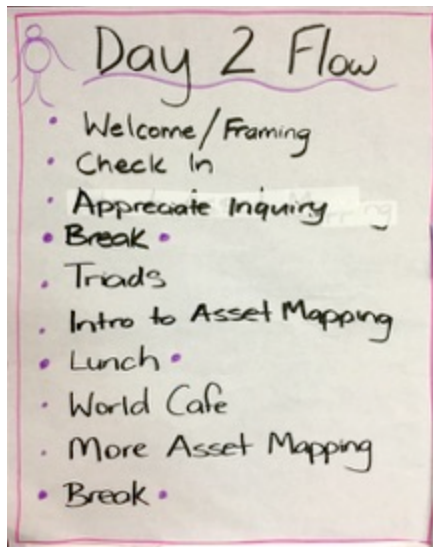 Day 2 Flow
• Welcome/Framing
• Check In
• Appreciate Inquiry
• Break •
• Triads
• Intro to Asset Mapping
• Lunch •
• World Cafe
• More Asset Mapping
• Break •